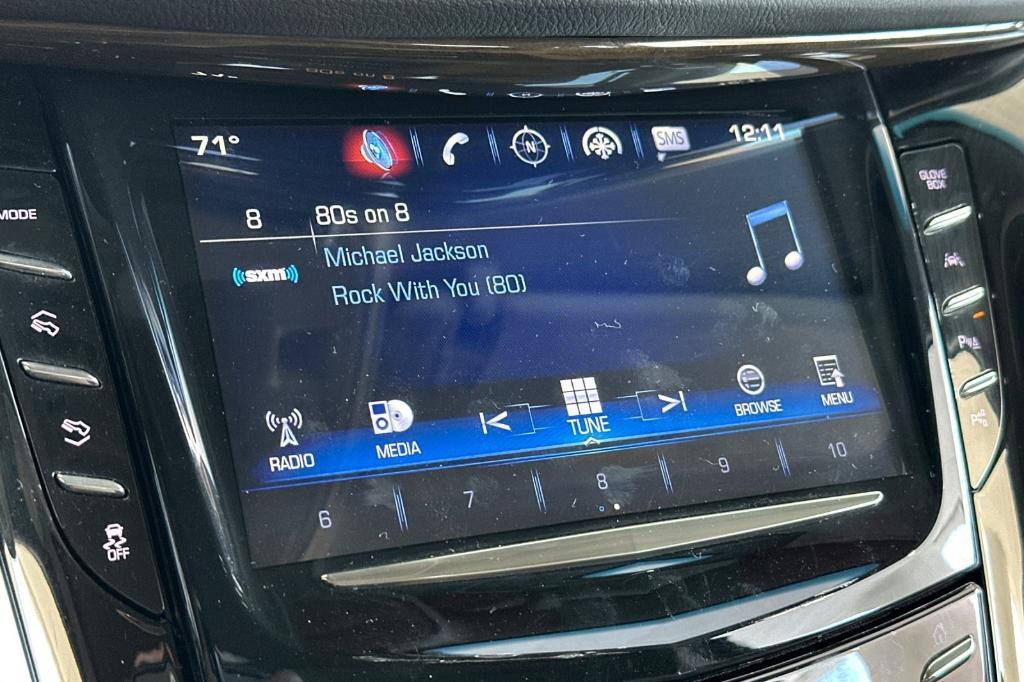 71°
N
SMS
12:11
8
80s on 8
sxm
Michael Jackson
Rock With You (80)
RADIO
MEDIA
TUNE
BROWSE
MENU
6
7
8
9
10
MODE
OFF
GLOVE
BOX